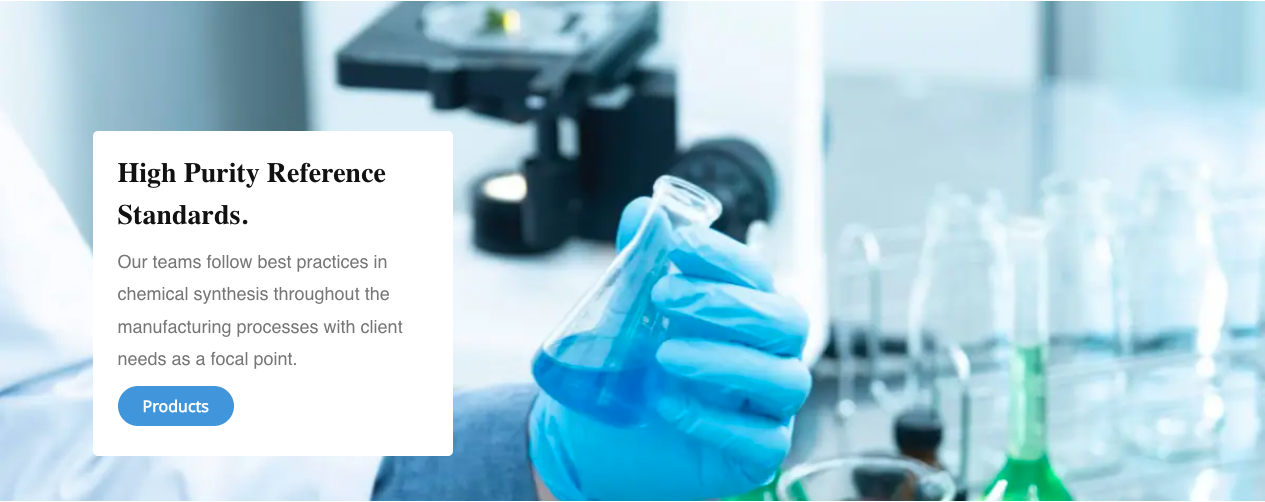 High Purity Reference
Standards.
Our teams follow best practices in
chemical synthesis throughout the
manufacturing processes with client
needs as a focal point.
Products